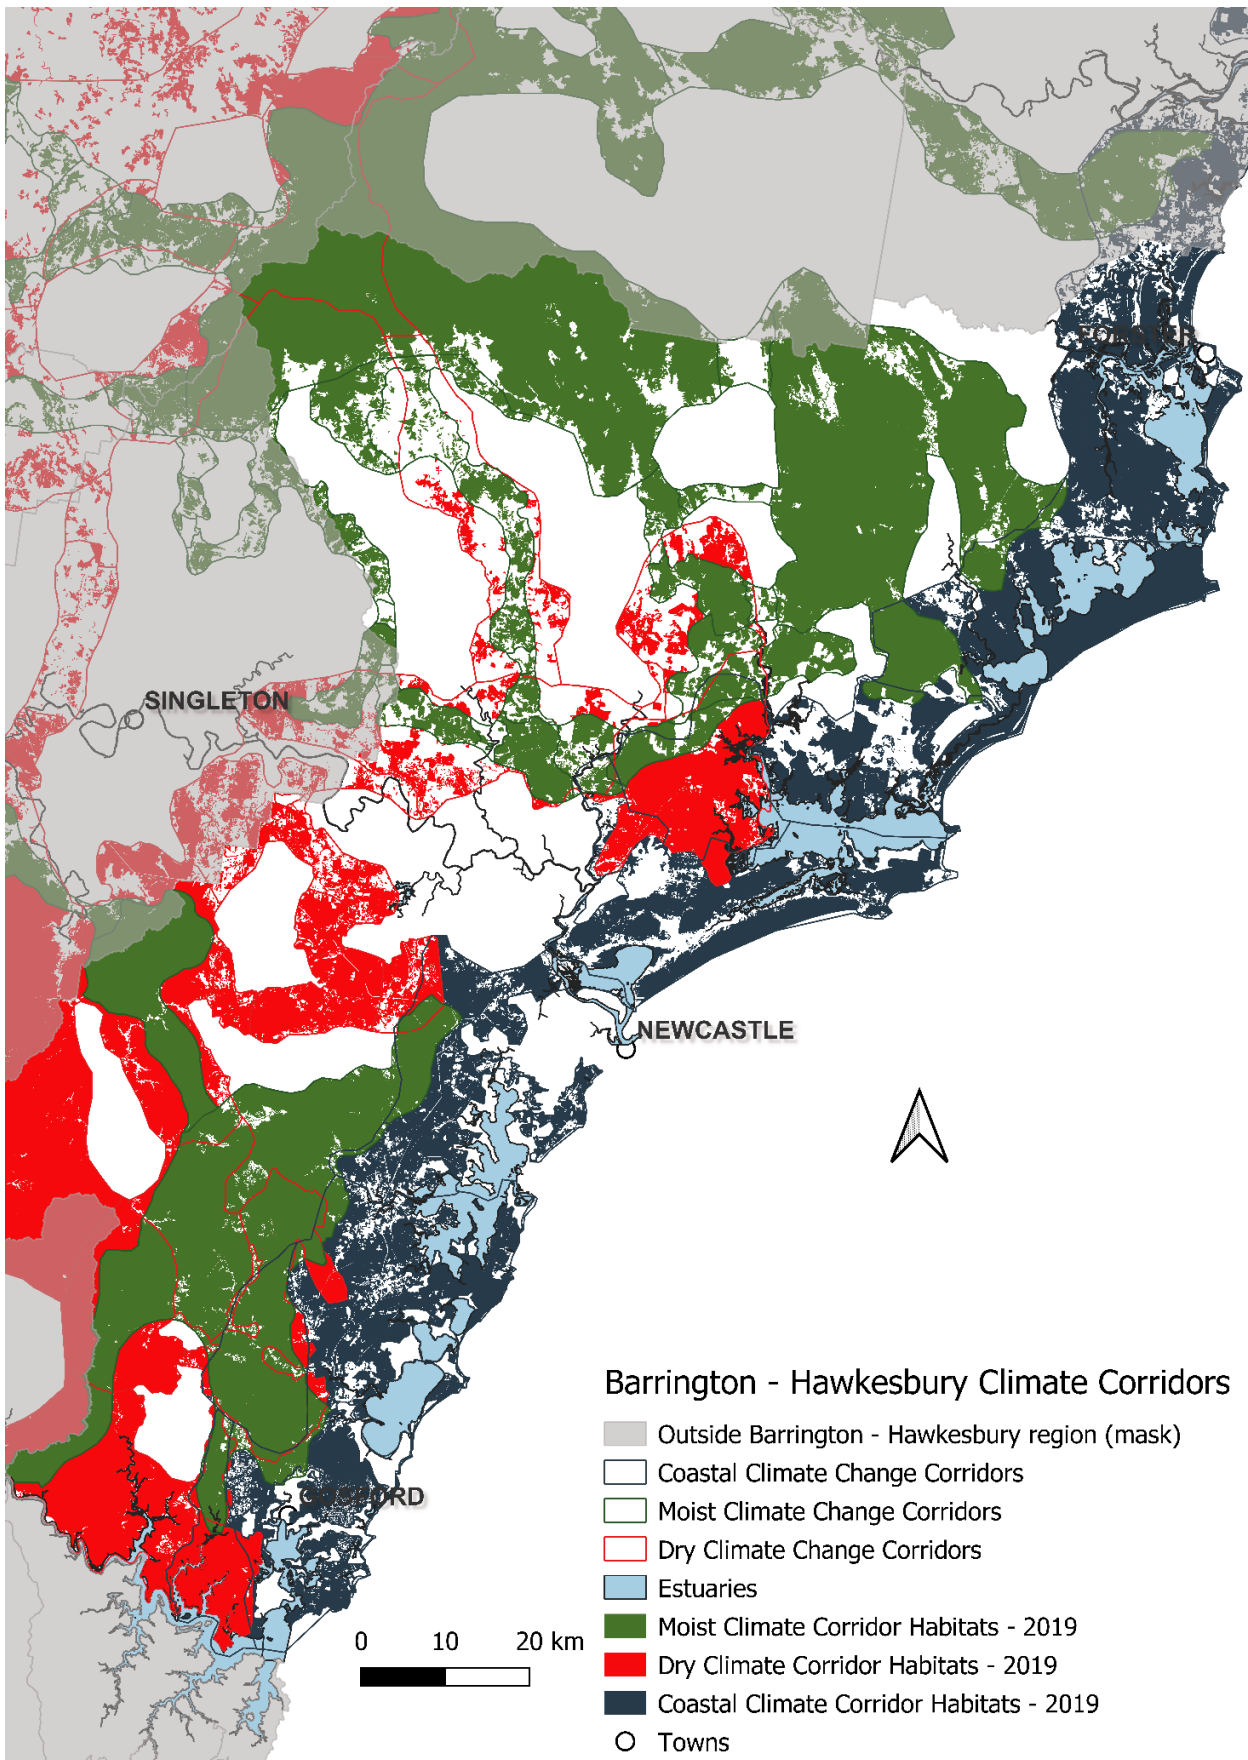 FORSTER
SINGLETON
NEWCASTLE
GOSFORD
Barrington - Hawkesbury Climate Corridors
Outside Barrington - Hawkesbury region (mask)
Coastal Climate Change Corridors
Moist Climate Change Corridors
Dry Climate Change Corridors
Estuaries
0 10 20 km
Moist Climate Corridor Habitats - 2019
Dry Climate Corridor Habitats - 2019
Coastal Climate Corridor Habitats - 2019
Towns